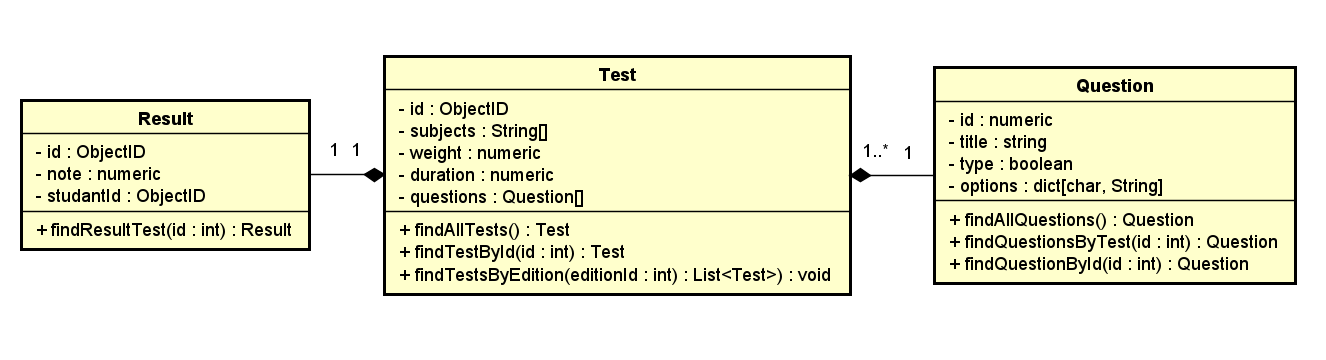 Result
- id : ObjectID
- note : numeric
- studantId : ObjectID
+ findResultTest(id : int) : Result
1 1
Test
- id : ObjectID
- subjects : String[]
- weight : numeric
- duration : numeric
- questions : Question[]
+ findAllTests() : Test
+ findTestById(id : int) : Test
+ findTestsByEdition(editionId : int) : List<Test>) : void
1..* 1
Question
- id : numeric
- title : string
- type : boolean
- options : dict[char, String]
+ findAllQuestions() : Question
+ findQuestionsByTest(id : int) : Question
+ findQuestionById(id : int) : Question